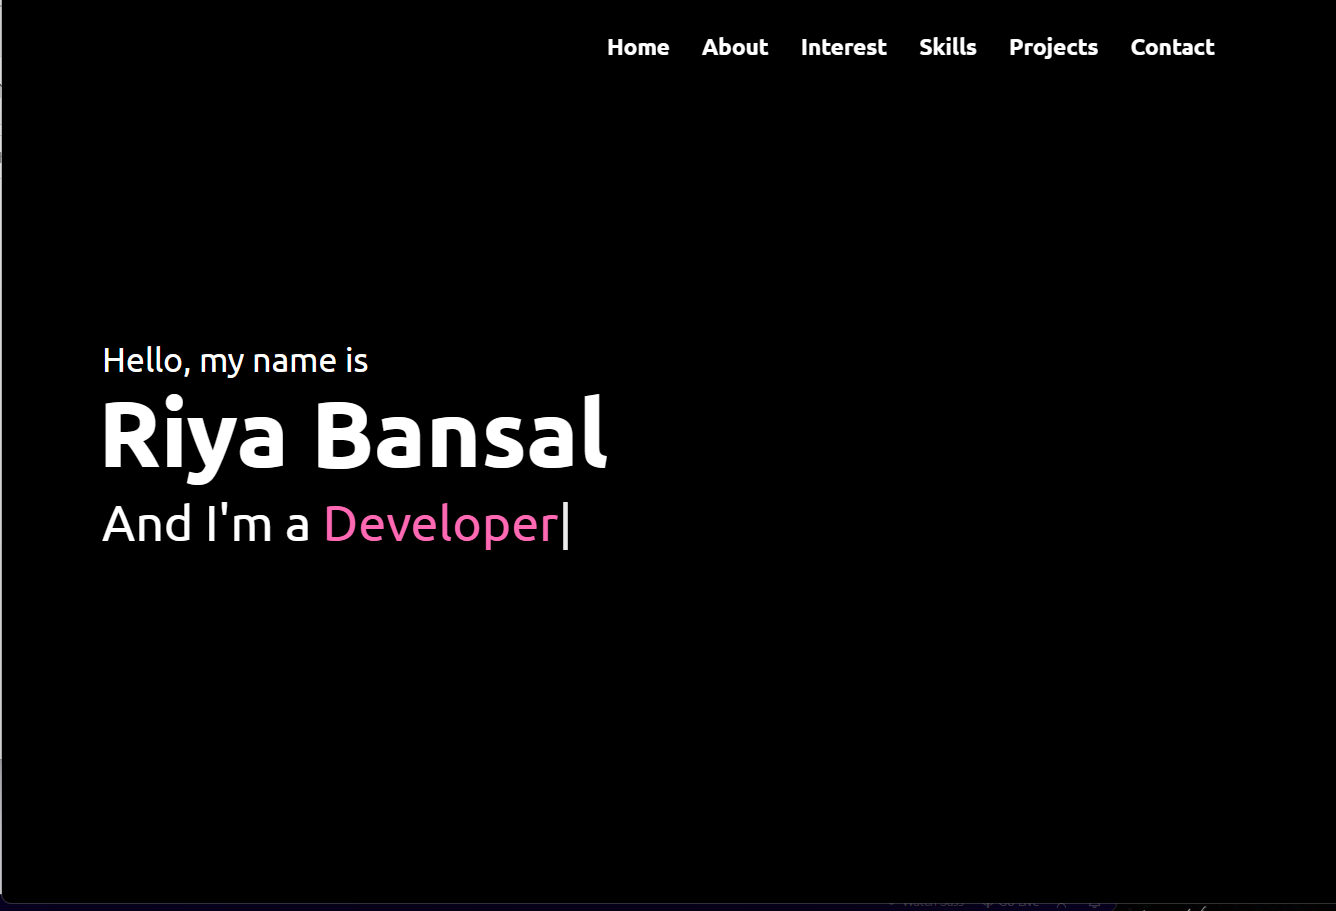 Home About Interest Skills Projects Contact
Hello, my name is
Riya Bansal
And I'm a Developer|